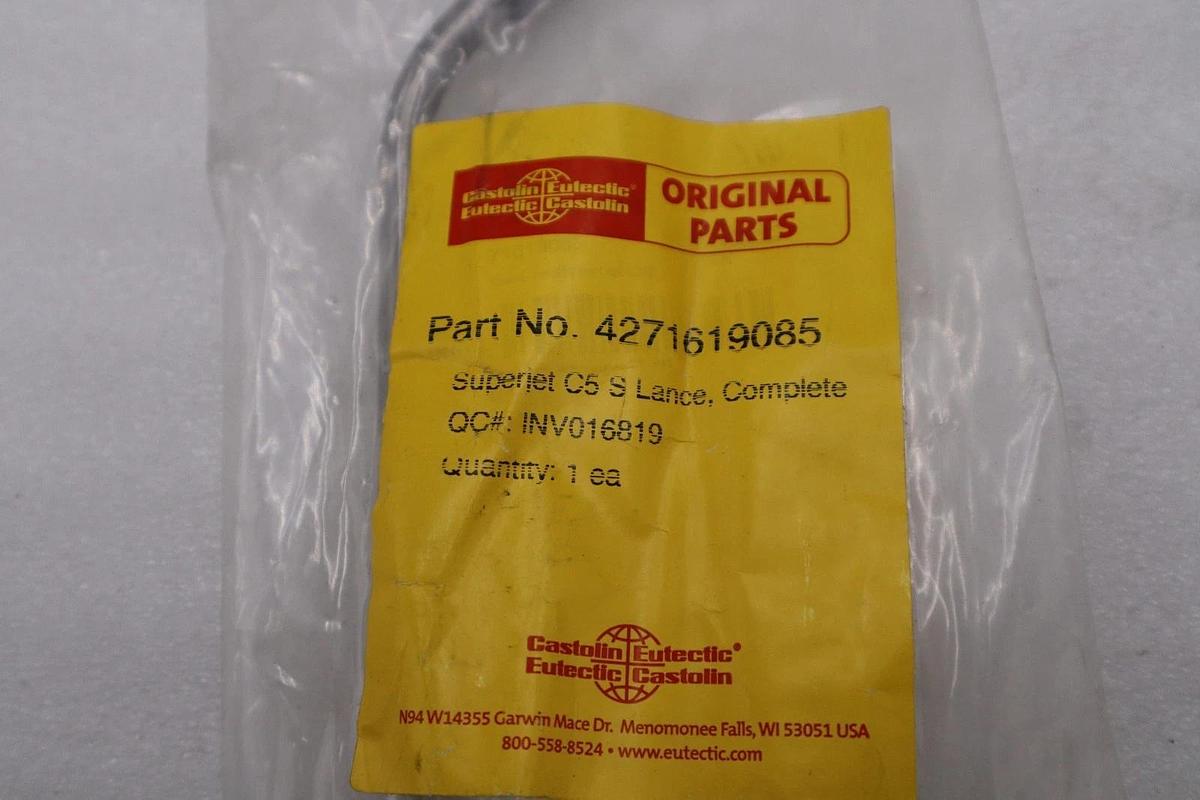 Castolin Eutectic®
Eutectic Castolin
ORIGINAL
PARTS
Part No. 4271619085
Superjet C5 S Lance, Complete
QC#: INV016819
Quantity: 1 ea
Castolin Eutectic®
Eutectic Castolin
N94 W14355 Garwin Mace Dr. Menomonee Falls, WI 53051 USA
800-558-8524 • www.eutectic.com